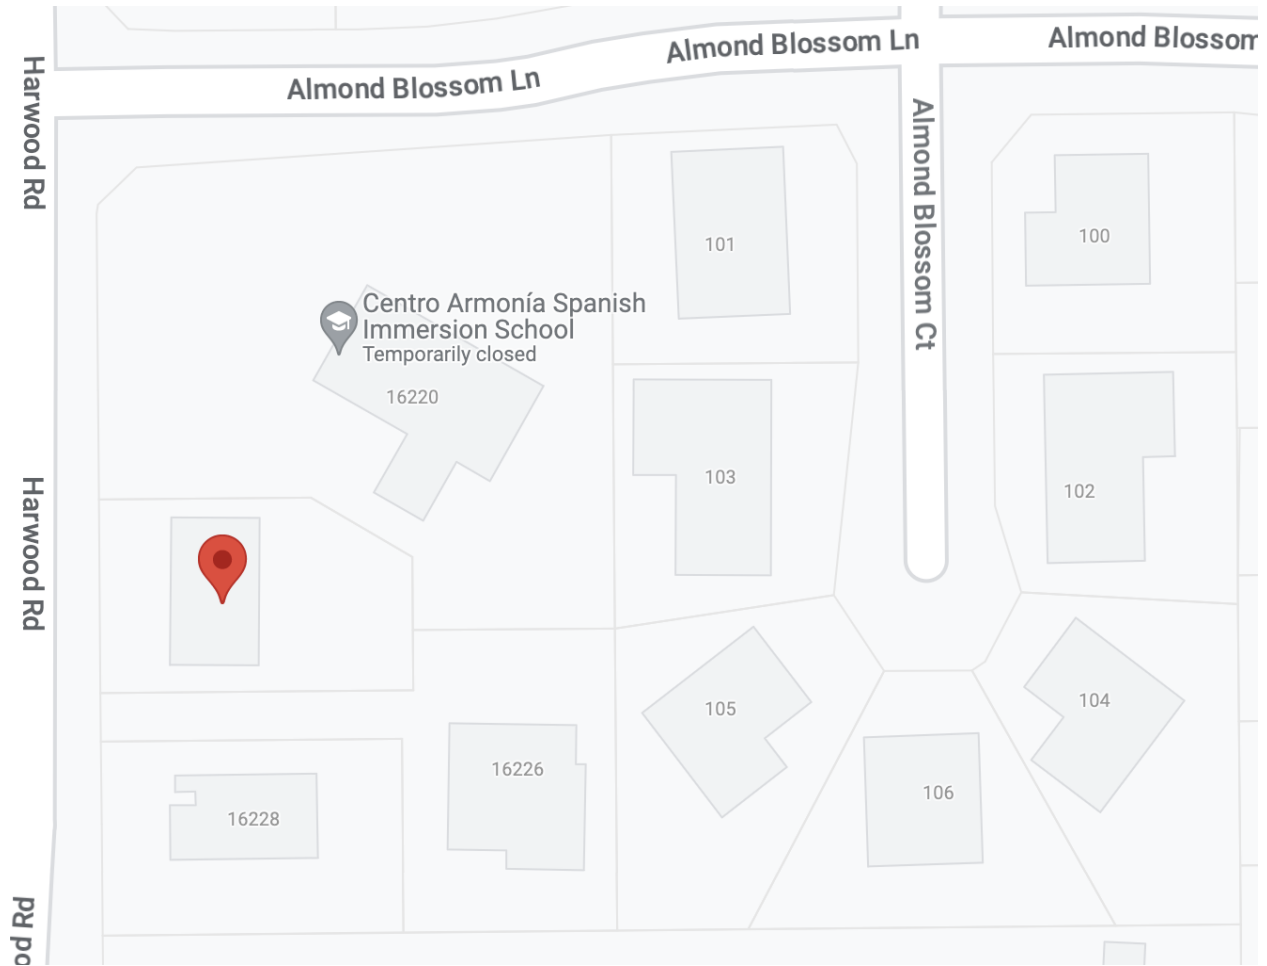 Almond Blossom Ln
Almond Blossom
Almond Blossom Ln
Harwood Rd
Almond Blossom Ct
101
100
Centro Armonía Spanish
Immersion School
Temporarily closed
16220
103
102
Harwood Rd
105
104
16226
106
16228
od Rd